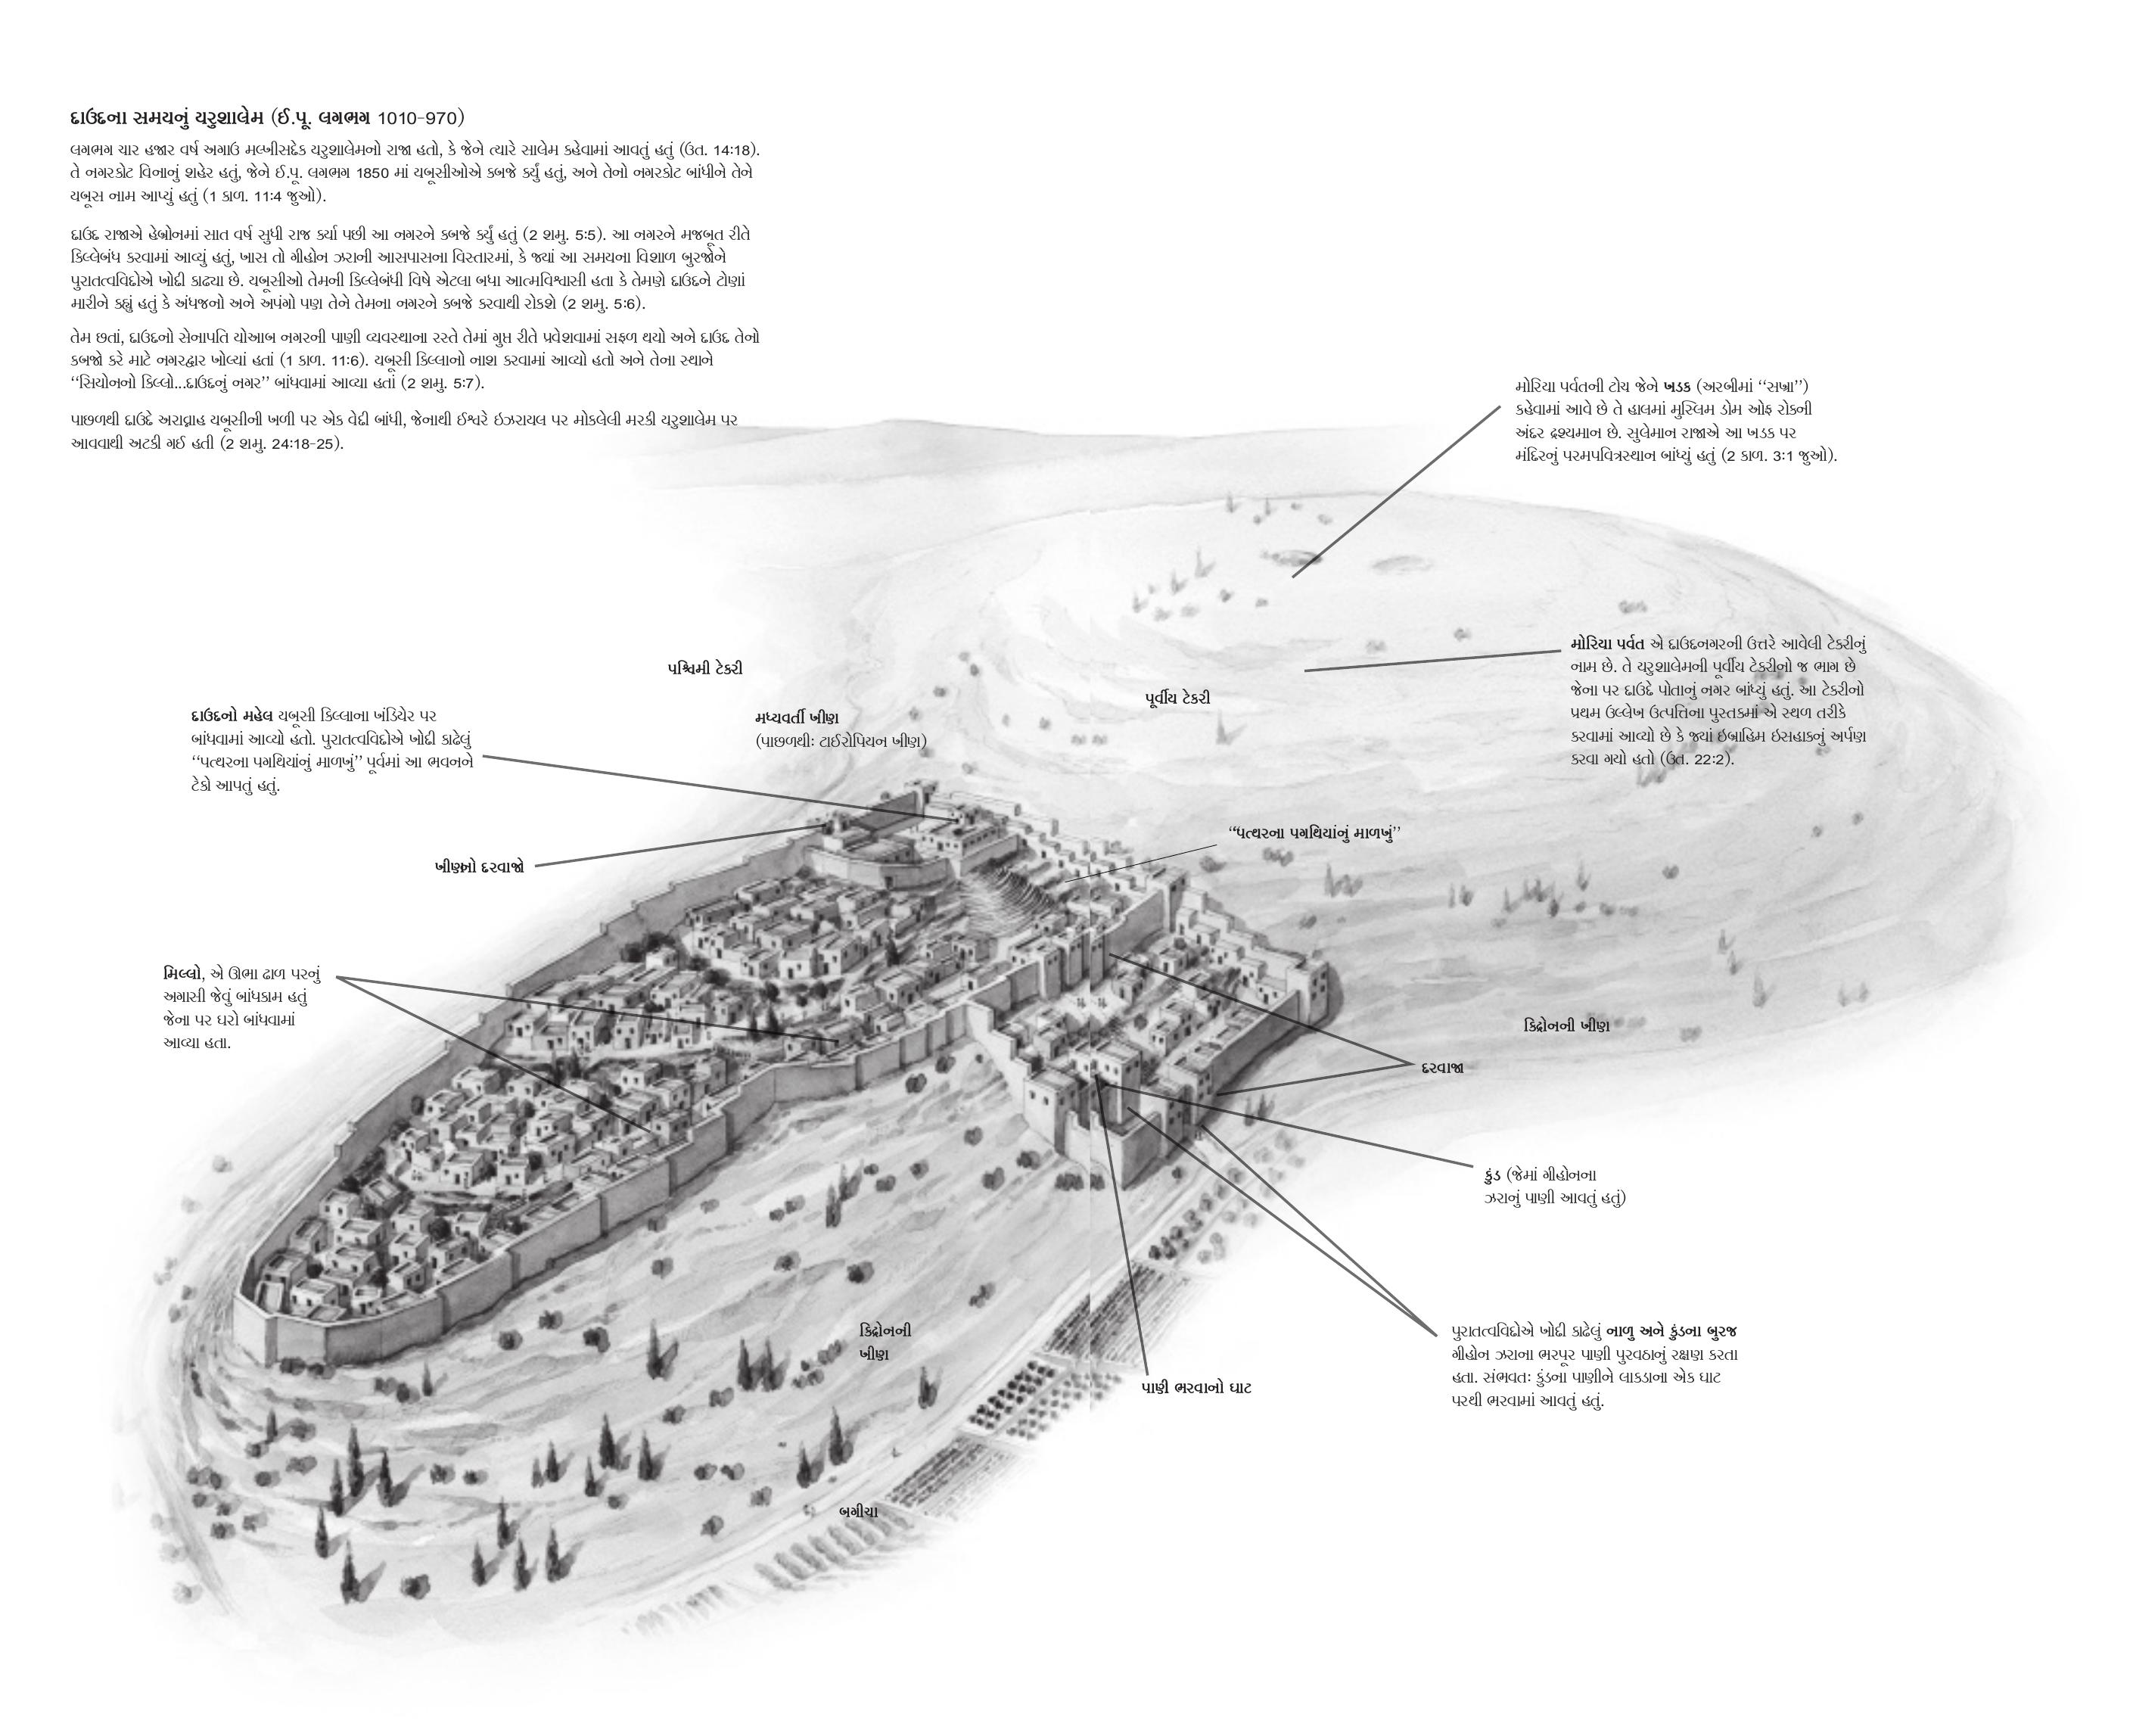 દાઉદના સમયનું યરુશાલેમ (ઈ.પૂ. લગભગ 1010-970)
લગભગ ચાર હજાર વર્ષ અગાઉ મલ્ખીસદેક યરુશાલેમનો રાજા હતો, કે જેને ત્યારે સાલેમ કહેવામાં આવતું હતું (ઉત. 14:18).
તે નગરકોટ વિનાનું શહેર હતું, જેને ઈ.પૂ. લગભગ 1850 માં યબૂસીઓએ કબજે કર્યું હતું, અને તેનો નગરકોટ બાંધીને તેને
યબૂસ નામ આપ્યું હતું (1 કાળ. 11:4 જુઓ).
દાઉદ રાજાએ હેબ્રોનમાં સાત વર્ષ સુધી રાજ કર્યા પછી આ નગરને કબજે કર્યું હતું (2 શમુ. 5:5). આ નગરને મજબૂત રીતે
કિલ્લેબંધ કરવામાં આવ્યું હતું, ખાસ તો ગીહોન ઝરાની આસપાસના વિસ્તારમાં, કે જ્યાં આ સમયના વિશાળ બુરજોને
પુરાતત્વવિદોએ ખોદી કાઢ્યા છે. યબૂસીઓ તેમની કિલ્લેબંધી વિષે એટલા બધા આત્મવિશ્વાસી હતા કે તેમણે દાઉદને ટોણાં
મારીને કહ્યું હતું કે અંધજનો અને અપંગો પણ તેને તેમના નગરને કબજે કરવાથી રોકશે (2 શમુ. 5:6).
તેમ છતાં, દાઉદનો સેનાપતિ યોઆબ નગરની પાણી વ્યવસ્થાના રસ્તે તેમાં ગુપ્ત રીતે પ્રવેશવામાં સફળ થયો અને દાઉદ તેનો
કબજો કરે માટે નગરદ્વાર ખોલ્યાં હતાં (1 કાળ. 11:6). યબૂસી કિલ્લાનો નાશ કરવામાં આવ્યો હતો અને તેના સ્થાને
“સિયોનનો કિલ્લો...દાઉદનું નગર” બાંધવામાં આવ્યા હતાં (2 શમુ. 5:7).
પાછળથી દાઉદે અરાવ્નાહ યબૂસીની ખળી પર એક વેદી બાંધી, જેનાથી ઈશ્વરે ઇઝરાયલ પર મોકલેલી મરકી યરુશાલેમ પર
આવવાથી અટકી ગઈ હતી (2 શમુ. 24:18-25).
મોરિયા પર્વતની ટોચ જેને ખડક (અરબીમાં “સખ્રા”)
કહેવામાં આવે છે તે હાલમાં મુસ્લિમ ડોમ ઓફ રોકની
અંદર દ્રશ્યમાન છે. સુલેમાન રાજાએ આ ખડક પર
મંદિરનું પરમપવિત્રસ્થાન બાંધ્યું હતું (2 કાળ. 3:1 જુઓ).
મોરિયા પર્વત એ દાઉદનગરની ઉત્તરે આવેલી ટેકરીનું
નામ છે. તે યરુશાલેમની પૂર્વીય ટેકરીનો જ ભાગ છે
જેના પર દાઉદે પોતાનું નગર બાંધ્યું હતું. આ ટેકરીનો
પ્રથમ ઉલ્લેખ ઉત્પત્તિના પુસ્તકમાં એ સ્થળ તરીકે
કરવામાં આવ્યો છે કે જ્યાં ઇબ્રાહિમ ઇસહાકનું અર્પણ
કરવા ગયો હતો (ઉત. 22:2).
પશ્ચિમી ટેકરી
પૂર્વીય ટેકરી
મધ્યવર્તી ખીણ
(પાછળથી: ટાઈરોપિયન ખીણ)
દાઉદનો મહેલ યબૂસી કિલ્લાના ખંડિયેર પર
બાંધવામાં આવ્યો હતો. પુરાતત્વવિદોએ ખોદી કાઢેલું
“પત્થરના પગથિયાંનું માળખું” પૂર્વમાં આ ભવનને
ટેકો આપતું હતું.
“પત્થરના પગથિયાંનું માળખું”
ખીણનો દરવાજો
મિલ્લો, એ ઊભા ઢાળ પરનું
અગાસી જેવું બાંધકામ હતું
જેના પર ઘરો બાંધવામાં
આવ્યા હતા.
કિદ્રોનની ખીણ
દરવાજા
કુંડ (જેમાં ગીહોનના
ઝરાનું પાણી આવતું હતું)
પુરાતત્વવિદોએ ખોદી કાઢેલું નાળુ અને કુંડના બુરજ
ગીહોન ઝરાના ભરપૂર પાણી પુરવઠાનું રક્ષણ કરતા
હતા. સંભવત: કુંડના પાણીને લાકડાના એક ઘાટ
પરથી ભરવામાં આવતું હતું.
કિદ્રોનની
ખીણ
પાણી ભરવાનો ઘાટ
બગીચા